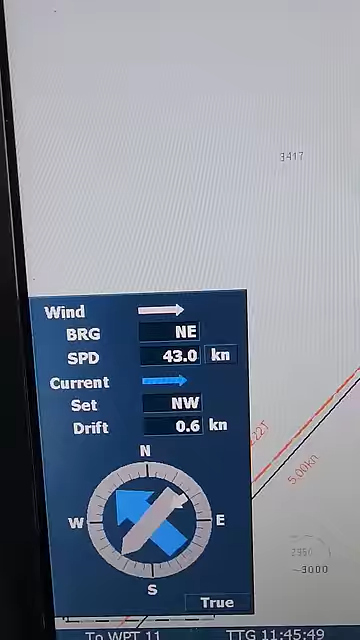 3417
Wind
BRG NE
SPD 43.0 kn
Current
Set NW
Drift 0.6 kn
N
W E
S
True
5.00kn
3000
To WPT 11 TTG 11:45:49